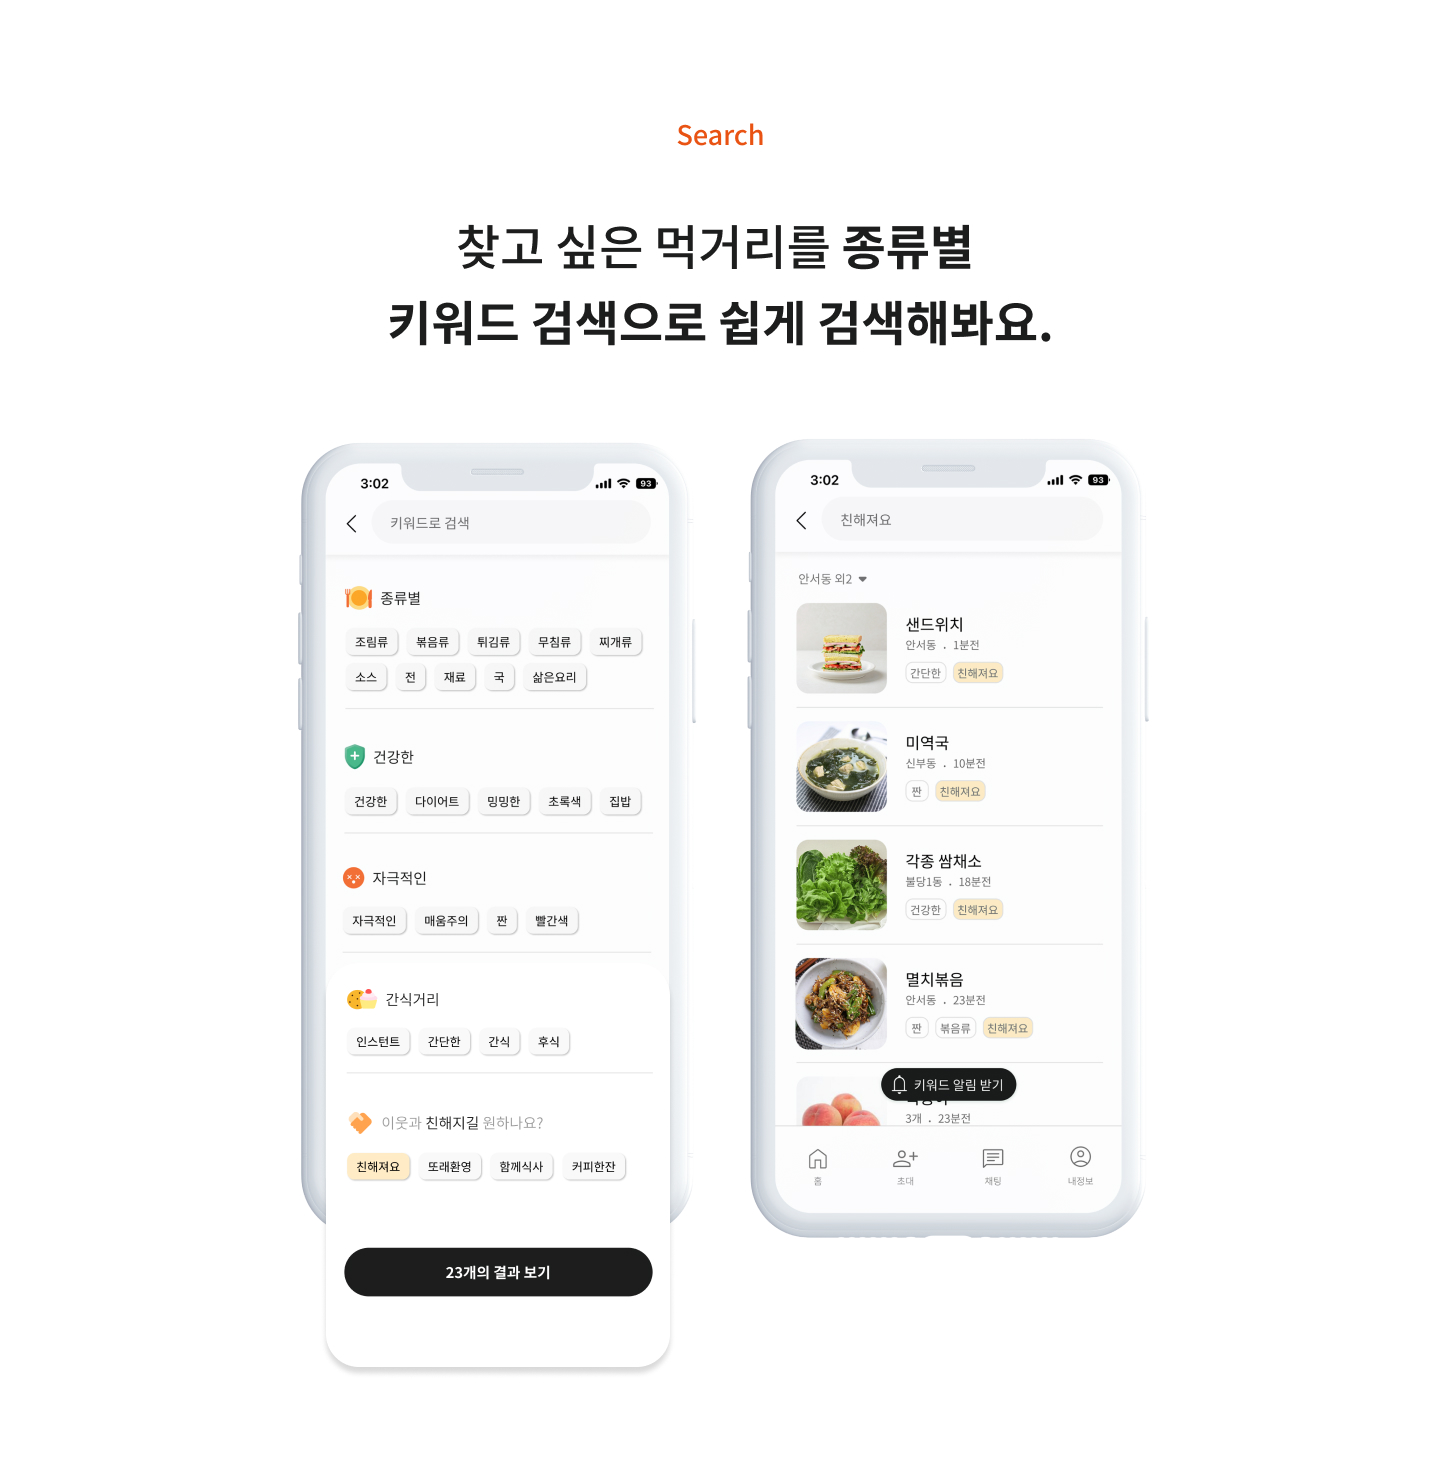 Search
찾고 싶은 먹거리를 종류별
키워드 검색으로 쉽게 검색해봐요.
3:02
93
키워드로 검색
종류별
조림류 볶음류 튀김류 무침류 찌개류
소스 전 재료 국 삶은요리
건강한
건강한 다이어트 밍밍한 초록색 집밥
자극적인
자극적인 매움주의 짠 빨간색
간식거리
인스턴트 간단한 간식 후식
이웃과 친해지길 원하나요?
친해져요 또래환영 함께식사 커피한잔
23개의 결과 보기
3:02
93
친해져요
안서동 외2
샌드위치
안서동 . 1분전
간단한 친해져요
미역국
신부동 . 10분전
짠 친해져요
각종 쌈채소
불당1동 . 18분전
건강한 친해져요
멸치볶음
안서동 . 23분전
짠 볶음류 친해져요
키워드 알림 받기
3개 . 23분전
홈 초대 채팅 내정보